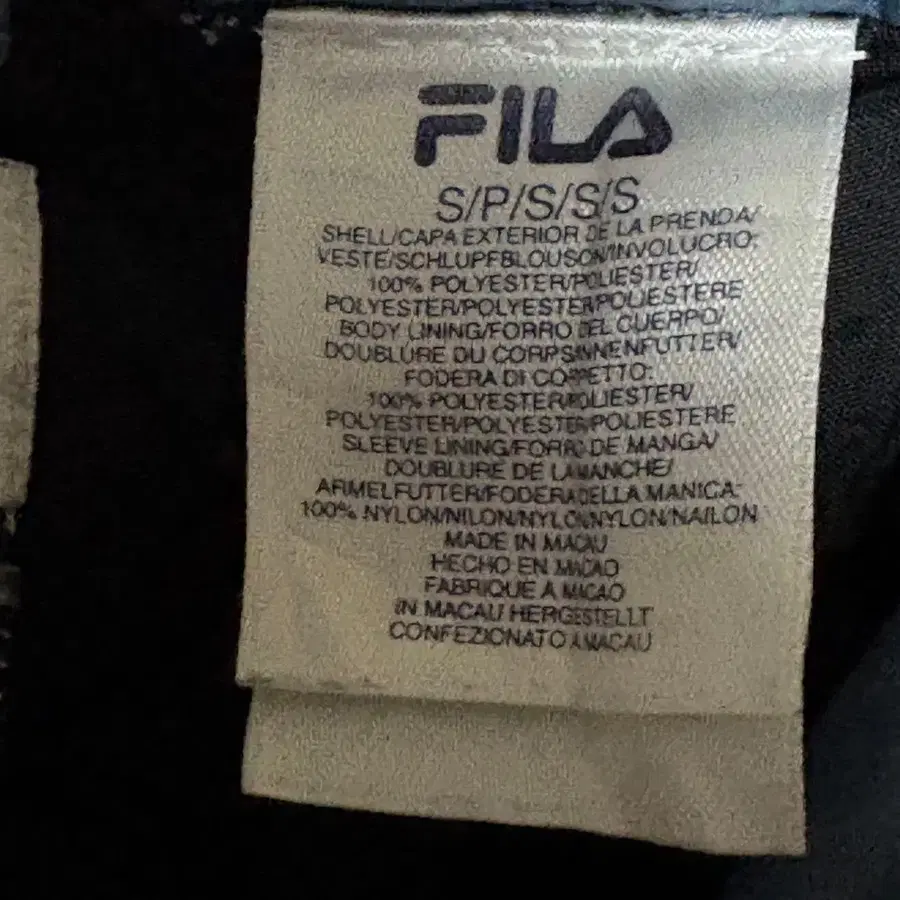 FILA
S/P/S/S/S
SHELL/CAPA EXTERIOR DE LA PRENDA/
VESTE/SCHLUPFBLOUSON/INVOLUCRO:
100% POLYESTER/POLIESTER/
POLYESTER/POLYESTER/POLIESTERE
BODY LINING/FORRO DEL CUERPO/
DOUBLURE DU CORPS/INNENFUTTER/
FODERA DI CORPETTO:
100% POLYESTER/POLIESTER/
POLYESTER/POLYESTER/POLIESTERE
SLEEVE LINING/FORRO DE MANGA/
DOUBLURE DE LA MANCHE/
ARMELFUTTER/FODERA DELLA MANICA:
100% NYLON/NILON/NYLON/NYLON/NAILON
MADE IN MACAU
HECHO EN MACAO
FABRIQUE A MACAO
IN MACAU HERGESTELLT
CONFEZIONATO A MACAU